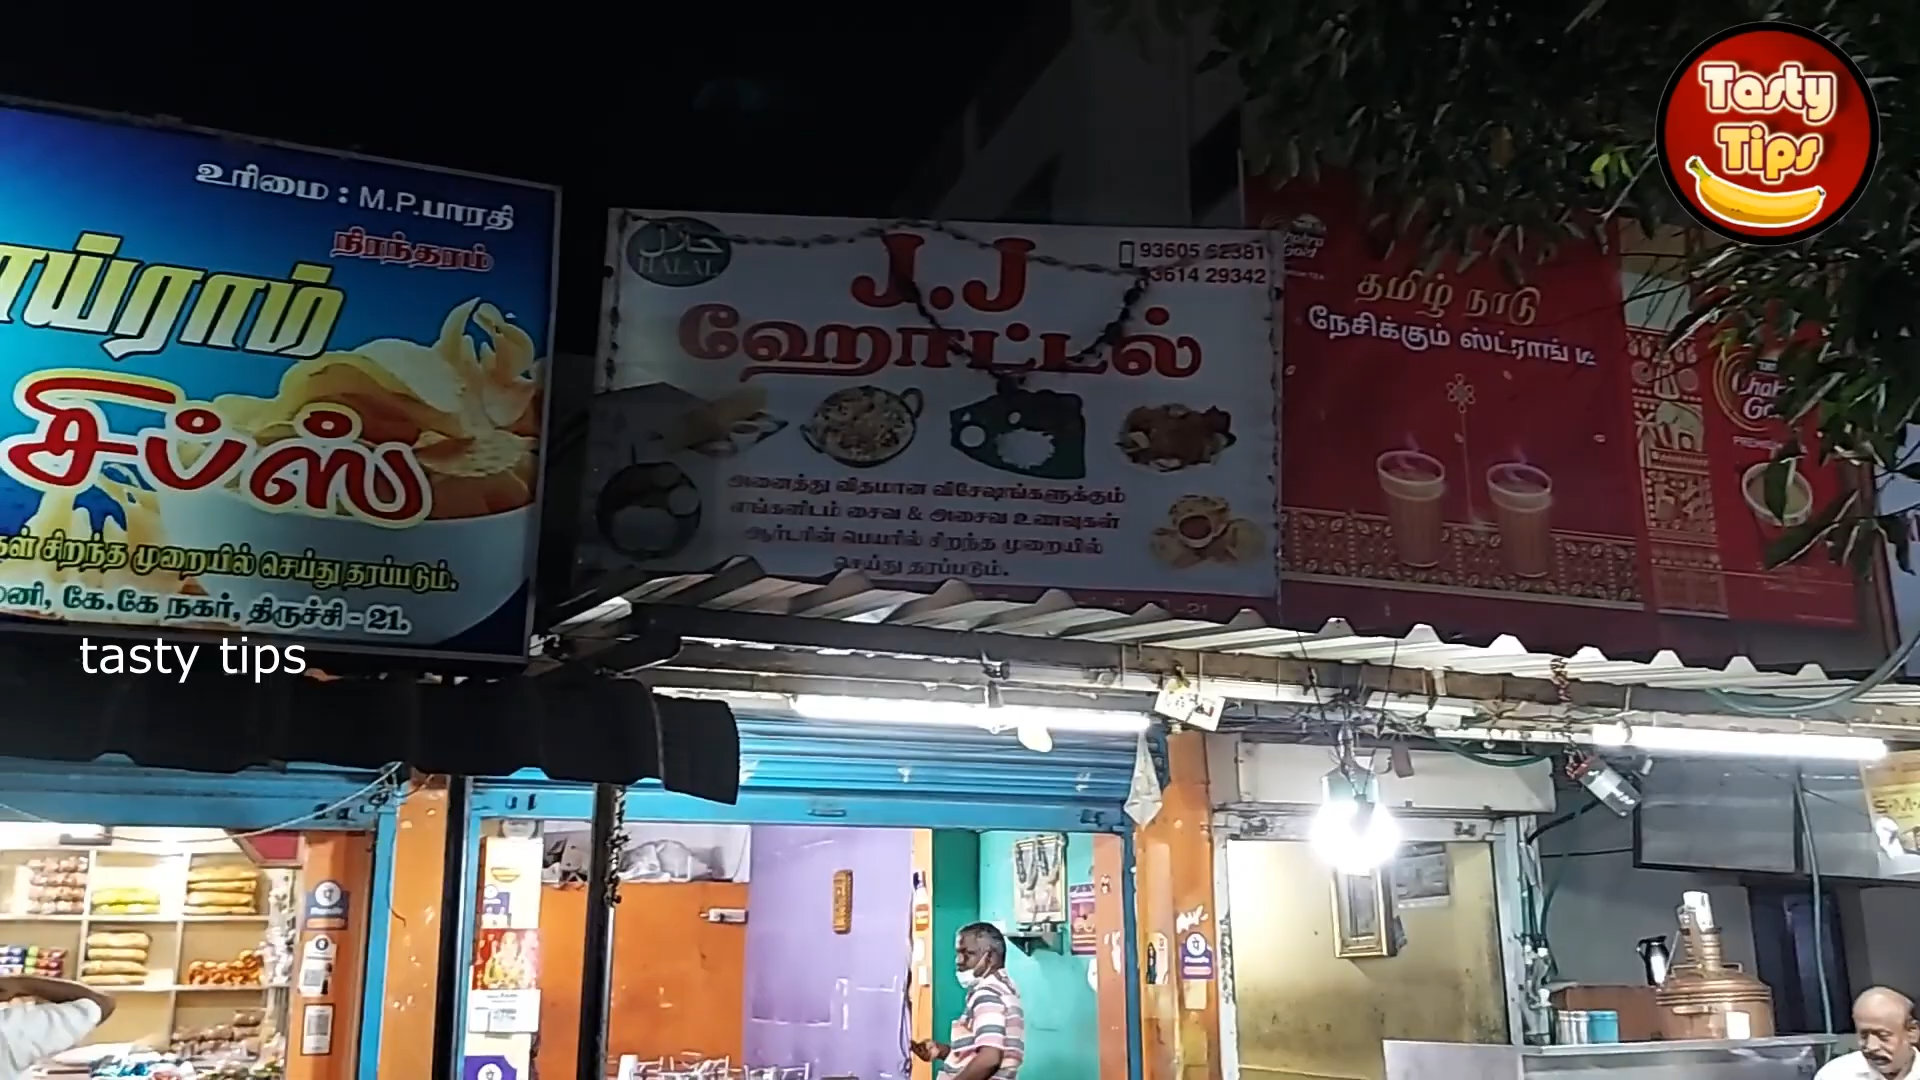 உரிமை : M.P.பாரதி
நிரந்தரம்
ய்ராம்
சிப்ஸ்
கள் சிறந்த முறையில் செய்து தரப்படும்.
கே.கே நகர், திருச்சி - 21.
tasty tips
حلال
HALAL
J.J
ஹோட்டல்
93605 62381
93614 29342
அனைத்து விதமான விசேஷங்களுக்கும்
எங்களிடம் சைவ & அசைவ உணவுகள்
ஆர்டரின் பெயரில் சிறந்த முறையில்
செய்து தரப்படும்.
தமிழ் நாடு
நேசிக்கும் ஸ்ட்ராங் டீ
Tasty
Tips